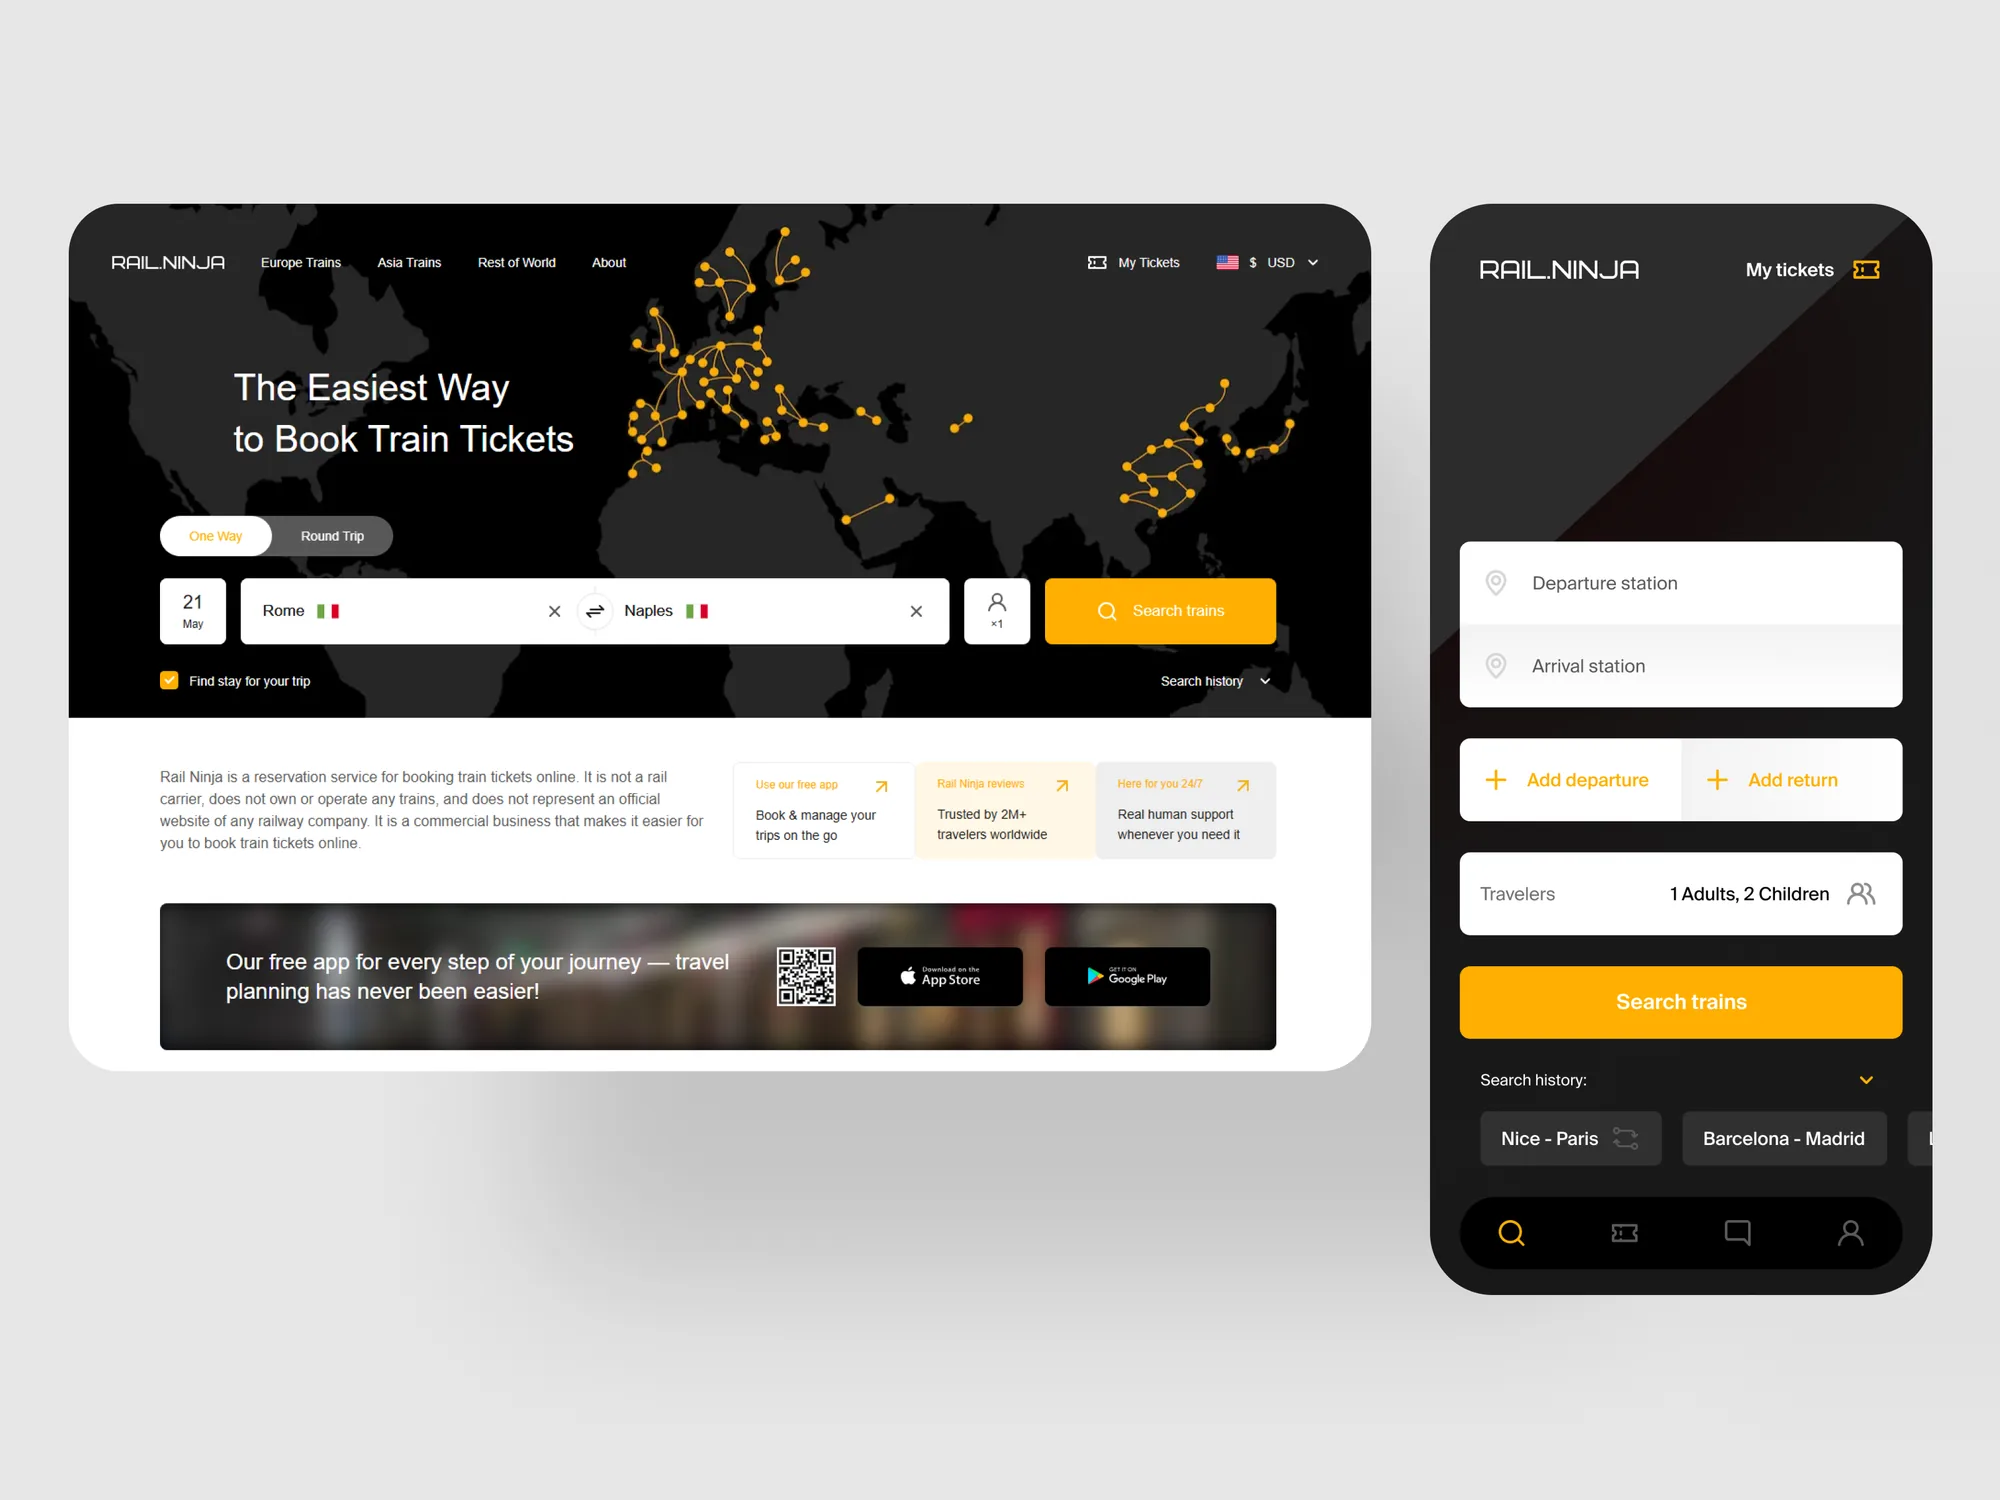 RAIL.NINJA
Europe Trains
Asia Trains
Rest of World
About
My Tickets
$ USD
The Easiest Way
to Book Train Tickets
One Way
Round Trip
21
May
Rome
Naples
×1
Search trains
Find stay for your trip
Search history
Rail Ninja is a reservation service for booking train tickets online. It is not a rail
carrier, does not own or operate any trains, and does not represent an official
website of any railway company. It is a commercial business that makes it easier for
you to book train tickets online.
Use our free app
Book & manage your
trips on the go
Rail Ninja reviews
Trusted by 2M+
travelers worldwide
Here for you 24/7
Real human support
whenever you need it
Our free app for every step of your journey — travel
planning has never been easier!
Download on the
App Store
GET IT ON
Google Play
RAIL.NINJA
My tickets
Departure station
Arrival station
Add departure
Add return
Travelers
1 Adults, 2 Children
Search trains
Search history:
Nice - Paris
Barcelona - Madrid